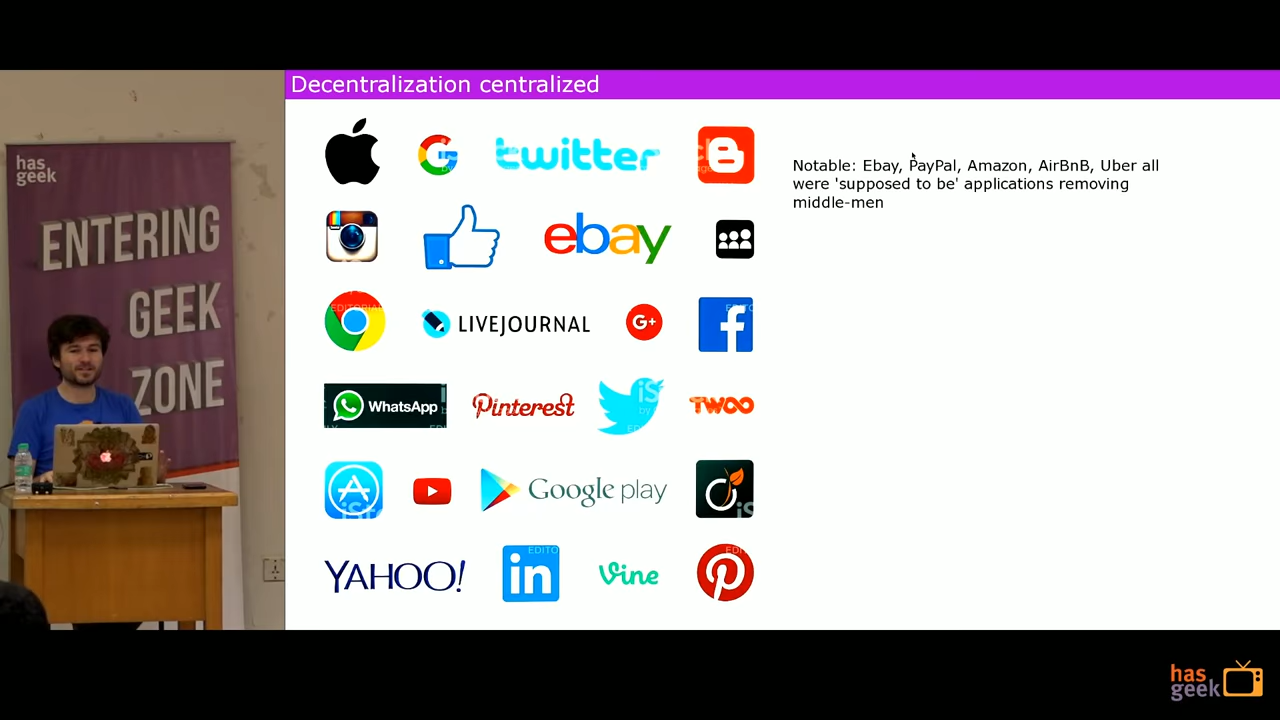 Decentralization centralized
has
geek
ENTERING
GEEK
ZONE
G
twitter
B
Notable: Ebay, PayPal, Amazon, AirBnB, Uber all
were 'supposed to be' applications removing
middle-men
ebay
LIVEJOURNAL
G+
f
WhatsApp
Pinterest
TWOO
Google play
YAHOO!
in
EDITO
Vine
has
geek